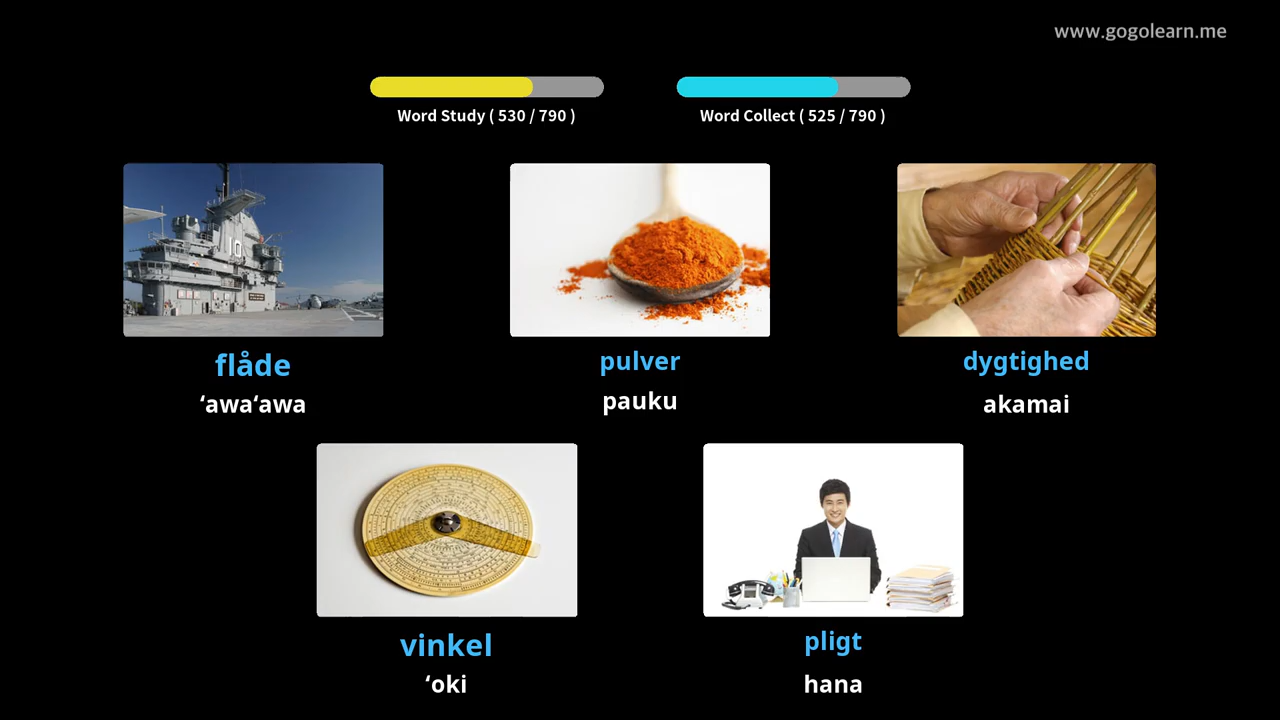 www.gogolearn.me
Word Study ( 530 / 790 )
Word Collect ( 525 / 790 )
flåde
pulver
dygtighed
ʻawaʻawa
pauku
akamai
vinkel
pligt
ʻoki
hana